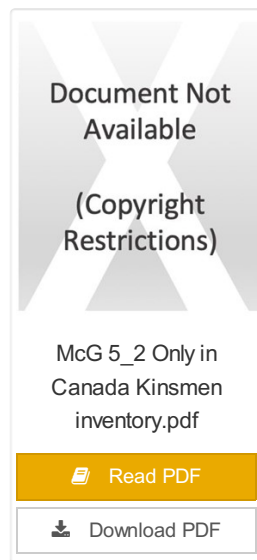 Document Not
Available
(Copyright
Restrictions)
McG 5_2 Only in
Canada Kinsmen
inventory.pdf
Read PDF
Download PDF